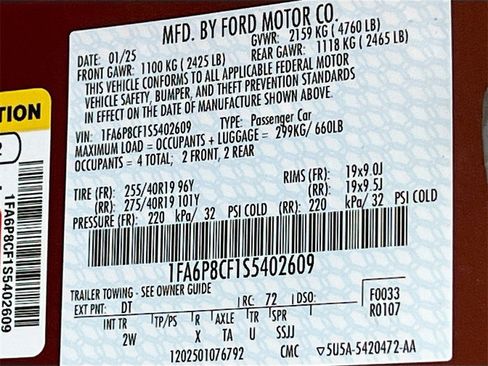 MFD. BY FORD MOTOR CO.
DATE: 01/25 GVWR: 2159 KG ( 4760 LB)
FRONT GAWR: 1100 KG ( 2425 LB) REAR GAWR: 1118 KG ( 2465 LB)
THIS VEHICLE CONFORMS TO ALL APPLICABLE FEDERAL MOTOR
VEHICLE SAFETY, BUMPER, AND THEFT PREVENTION STANDARDS
IN EFFECT ON THE DATE OF MANUFACTURE SHOWN ABOVE.
VIN: 1FA6P8CF1S5402609 TYPE: Passenger Car
MAXIMUM LOAD = OCCUPANTS + LUGGAGE = 299KG/ 660LB
OCCUPANTS = 4 TOTAL; 2 FRONT, 2 REAR
TIRE (FR): 255/40R19 96Y RIMS (FR): 19x9.0J
(RR): 275/40R19 101Y (RR): 19x9.5J
PRESSURE (FR): 220 kPa/ 32 PSI COLD (RR): 220 kPa/ 32 PSI COLD
1FA6P8CF1S5402609
TRAILER TOWING - SEE OWNER GUIDE
EXT PNT: DT RC: 72 DSO: F0033
R0107
INT TR TP/PS R AXLE TR SPR
2W X TA U SSJJ
1202501076792 CMC ▽5U5A-5420472-AA
TION
2
1FA6P8CF1S5402609